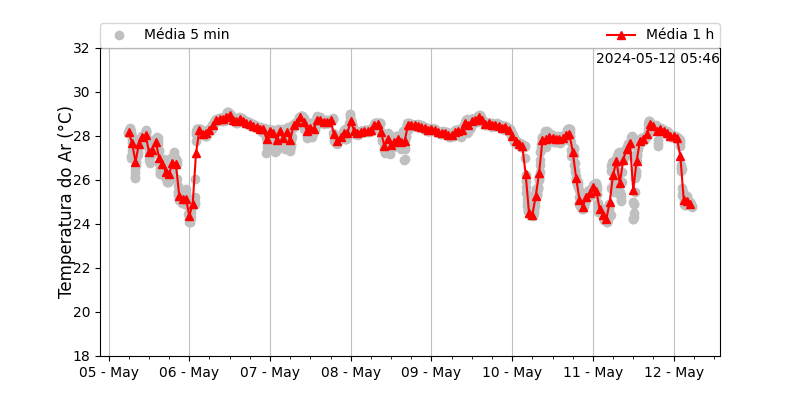 Média 5 min
Média 1 h
2024-05-12 05:46
Temperatura do Ar (°C)
32
30
28
26
24
22
20
18
05 - May
06 - May
07 - May
08 - May
09 - May
10 - May
11 - May
12 - May